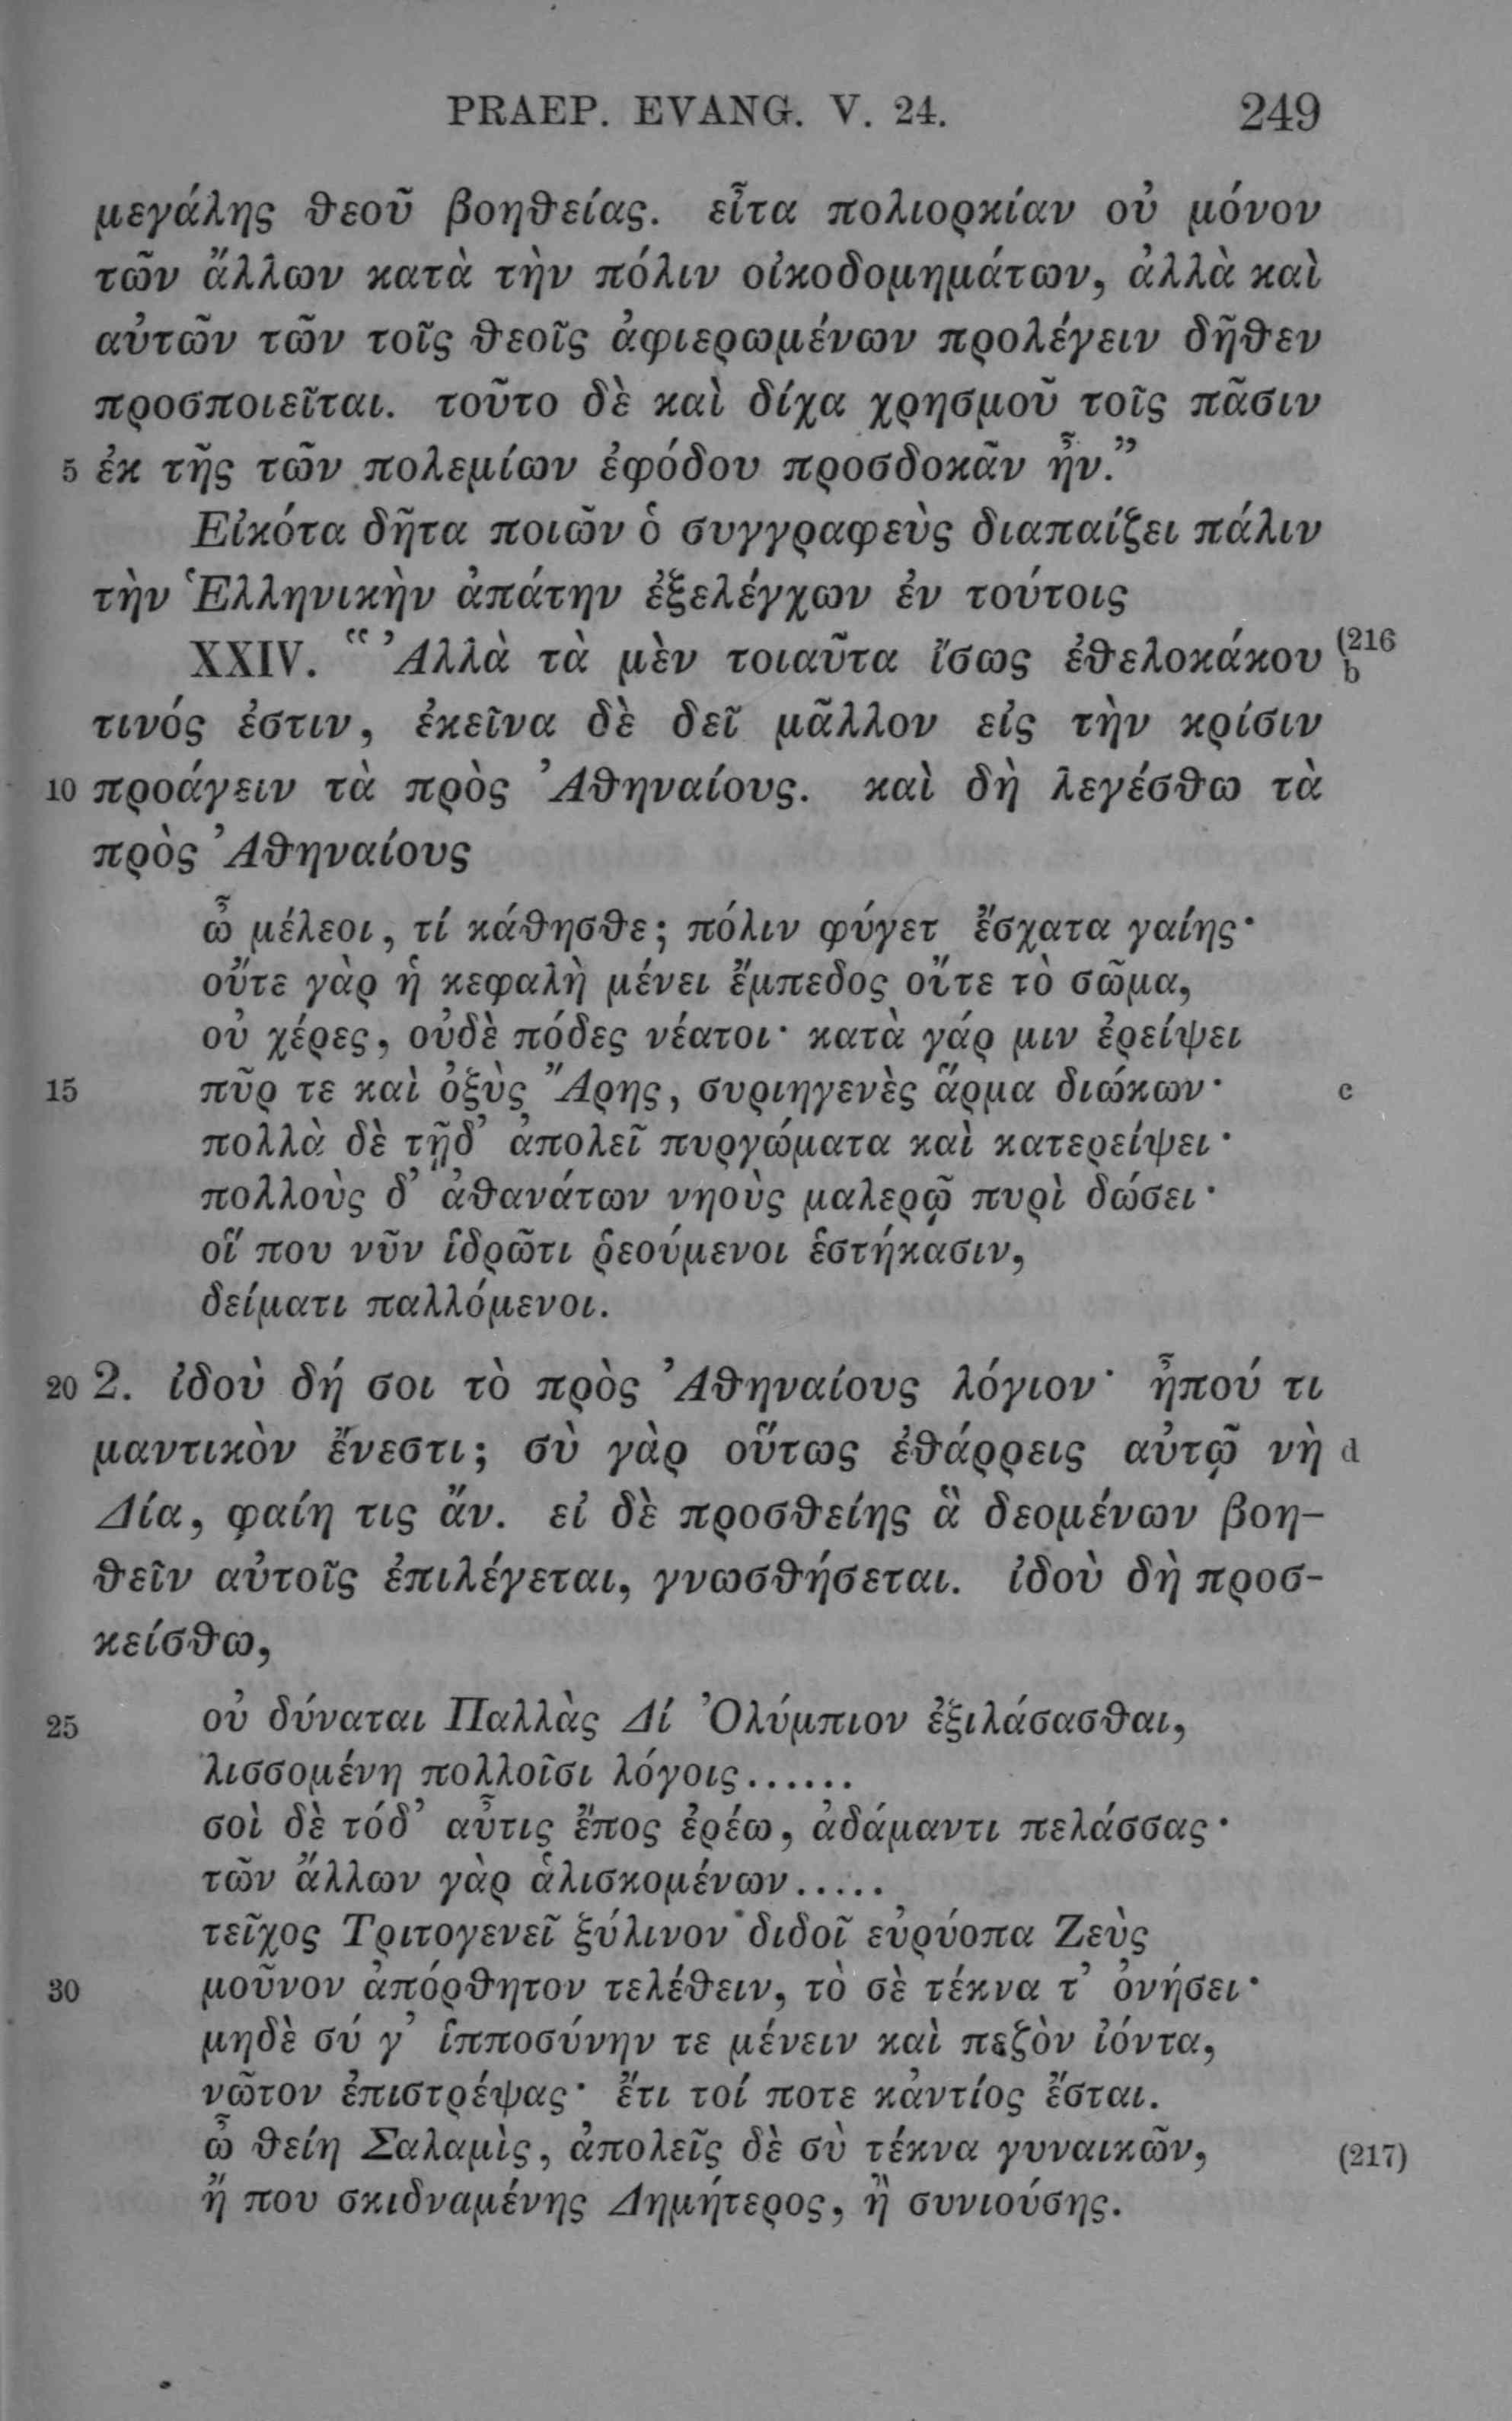 PRAEP. EVANG. V. 24. 249
μεγάλης θεοῦ βοηθείας. εἶτα πολιορκίαν οὐ μόνον
τῶν ἄλλων κατὰ τὴν πόλιν οἰκοδομημάτων, ἀλλὰ καὶ
αὐτῶν τῶν τοῖς θεοῖς ἀφιερωμένων προλέγειν δῆθεν
προσποιεῖται. τοῦτο δὲ καὶ δίχα χρησμοῦ τοῖς πᾶσιν
5 ἐκ τῆς τῶν πολεμίων ἐφόδου προσδοκᾶν ἦν.”
Εἰκότα δῆτα ποιῶν ὁ συγγραφεὺς διαπαίζει πάλιν
τὴν Ἑλληνικὴν ἀπάτην ἐξελέγχων ἐν τούτοις
XXIV. “Ἀλλὰ τὰ μὲν τοιαῦτα ἴσως ἐθελοκάκου (216 b
τινός ἐστιν, ἐκεῖνα δὲ δεῖ μᾶλλον εἰς τὴν κρίσιν
10 προάγειν τὰ πρὸς Ἀθηναίους. καὶ δὴ λεγέσθω τὰ
πρὸς Ἀθηναίους
ὦ μέλεοι, τί κάθησθε; πόλιν φύγετ ἔσχατα γαίης·
οὔτε γὰρ ἡ κεφαλὴ μένει ἔμπεδος οὔτε τὸ σῶμα,
οὐ χέρες, οὐδὲ πόδες νέατοι· κατὰ γάρ μιν ἐρείψει
15 πῦρ τε καὶ ὀξὺς Ἄρης, συριηγενὲς ἅρμα διώκων· c
πολλὰ δὲ τῇδ’ ἀπολεῖ πυργώματα καὶ κατερείψει·
πολλοὺς δ’ ἀθανάτων νηοὺς μαλερῷ πυρὶ δώσει·
οἵ που νῦν ἱδρῶτι ῥεούμενοι ἑστήκασιν,
δείματι παλλόμενοι.
20 2. ἰδοὺ δή σοι τὸ πρὸς Ἀθηναίους λόγιον· ἦπού τι
μαντικὸν ἔνεστι; σὺ γὰρ οὕτως ἐθάρρεις αὐτῷ νὴ d
Δία, φαίη τις ἄν. εἰ δὲ προσθείης ἃ δεομένων βοη-
θεῖν αὐτοῖς ἐπιλέγεται, γνωσθήσεται. ἰδοὺ δὴ προσ-
κείσθω,
25 οὐ δύναται Παλλὰς Δί Ὀλύμπιον ἐξιλάσασθαι,
λισσομένη πολλοῖσι λόγοις......
σοὶ δὲ τόδ’ αὖτις ἔπος ἐρέω, ἀδάμαντι πελάσσας·
τῶν ἄλλων γὰρ ἁλισκομένων.....
τεῖχος Τριτογενεῖ ξύλινον διδοῖ εὐρύοπα Ζεὺς
30 μοῦνον ἀπόρθητον τελέθειν, τὸ σὲ τέκνα τ’ ὀνήσει·
μηδὲ σύ γ’ ἱπποσύνην τε μένειν καὶ πεζὸν ἰόντα,
νῶτον ἐπιστρέψας· ἔτι τοί ποτε κἀντίος ἔσται.
ὦ θείη Σαλαμὶς, ἀπολεῖς δὲ σὺ τέκνα γυναικῶν, (217)
ἤ που σκιδναμένης Δημήτερος, ἢ συνιούσης.